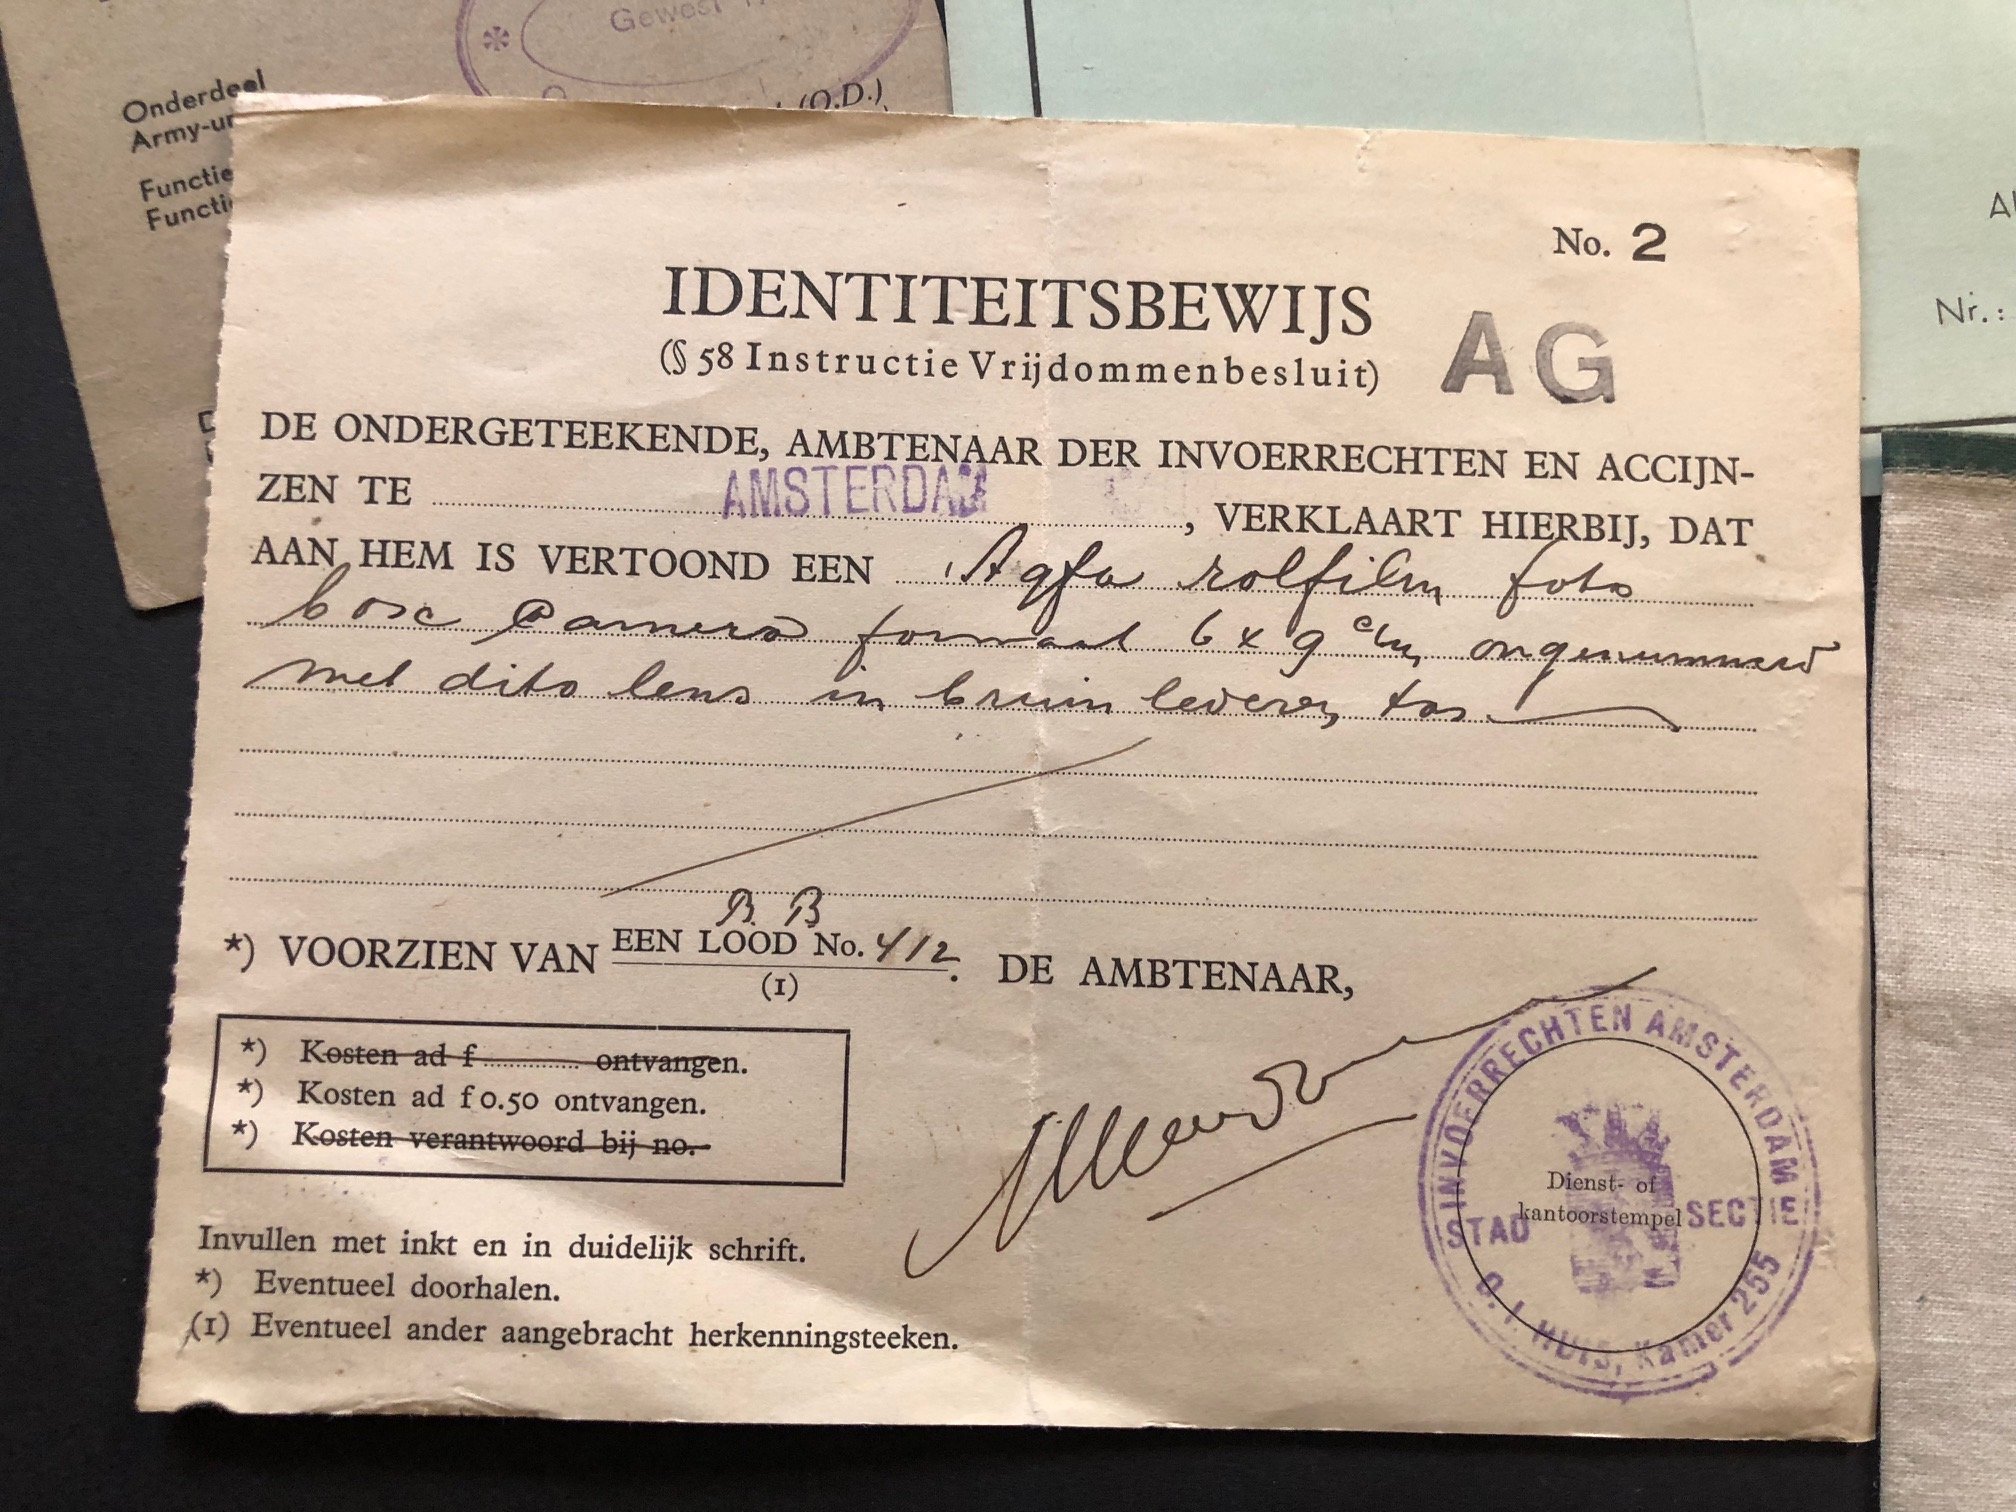 Gewest
Onderdeel
Army-un
(O.D.)
Functie
Functi
Nr.:
No. 2
IDENTITEITSBEWIJS
(§ 58 Instructie Vrijdommenbesluit)
AG
DE ONDERGETEEKENDE, AMBTENAAR DER INVOERRECHTEN EN ACCIJN-
ZEN TE AMSTERDAM, VERKLAART HIERBIJ, DAT
AAN HEM IS VERTOOND EEN Agfa rolfilm foto
box camera formaat 6 x 9 cm ongenummerd
met dito lens in bruin lederen tas
B. B
*) VOORZIEN VAN EEN LOOD No. 412.
(1)
DE AMBTENAAR,
*) Kosten ad f ontvangen.
*) Kosten ad f 0.50 ontvangen.
*) Kosten verantwoord bij no.
INVOERRECHTEN AMSTERDAM E
Dienst- of
kantoorstempel
STAD SECTIE
HUIS, Kamer 255
Invullen met inkt en in duidelijk schrift.
*) Eventueel doorhalen.
(1) Eventueel ander aangebracht herkenningsteeken.